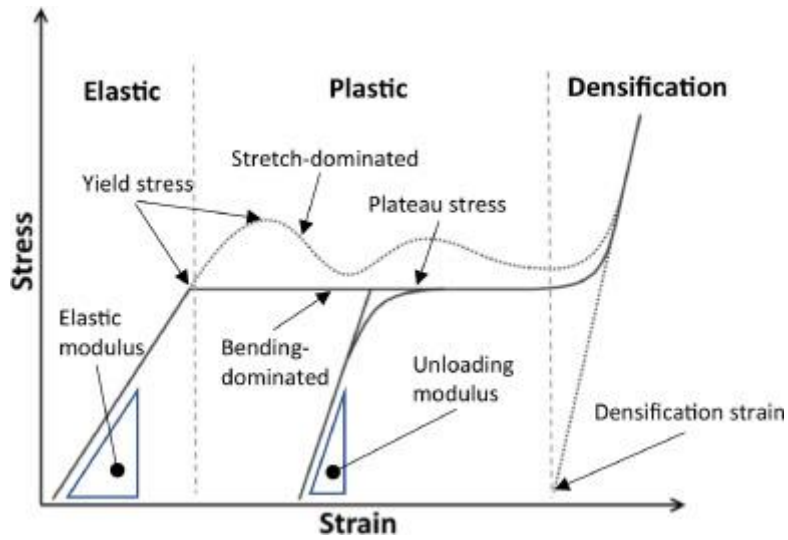 Elastic
Plastic
Densification
Stretch-dominated
Yield stress
Plateau stress
Stress
Elastic
modulus
Bending-
dominated
Unloading
modulus
Densification strain
Strain